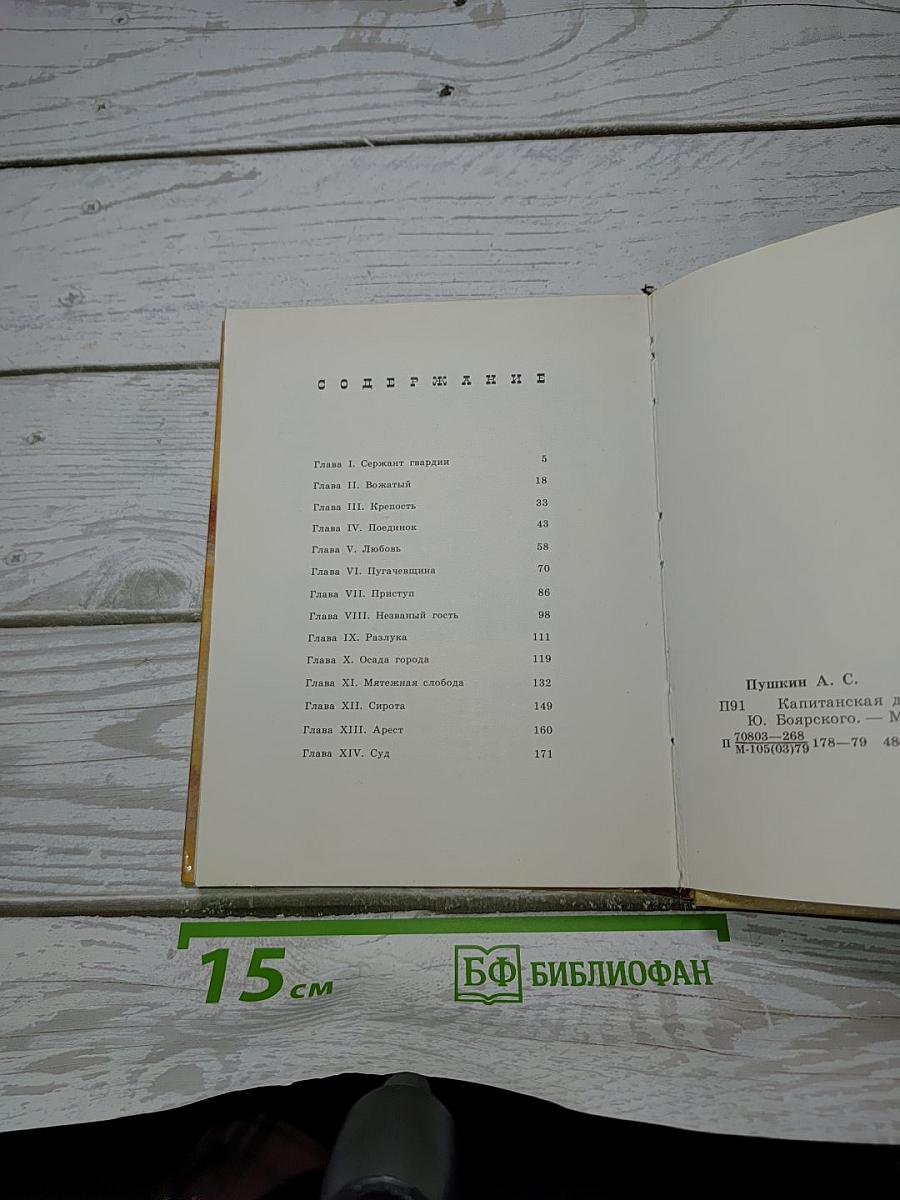 СОДЕРЖАНИЕ
Глава I. Сержант гвардии 5
Глава II. Вожатый 18
Глава III. Крепость 33
Глава IV. Поединок 43
Глава V. Любовь 58
Глава VI. Пугачевщина 70
Глава VII. Приступ 86
Глава VIII. Незваный гость 98
Глава IX. Разлука 111
Глава X. Осада города 119
Глава XI. Мятежная слобода 132
Глава XII. Сирота 149
Глава XIII. Арест 160
Глава XIV. Суд 171
Пушкин А. С.
П91 Капитанская
Ю. Боярского. — М
П 70803—268
М-105(03)79 178—79 48
15 см БФ БИБЛИОФАН